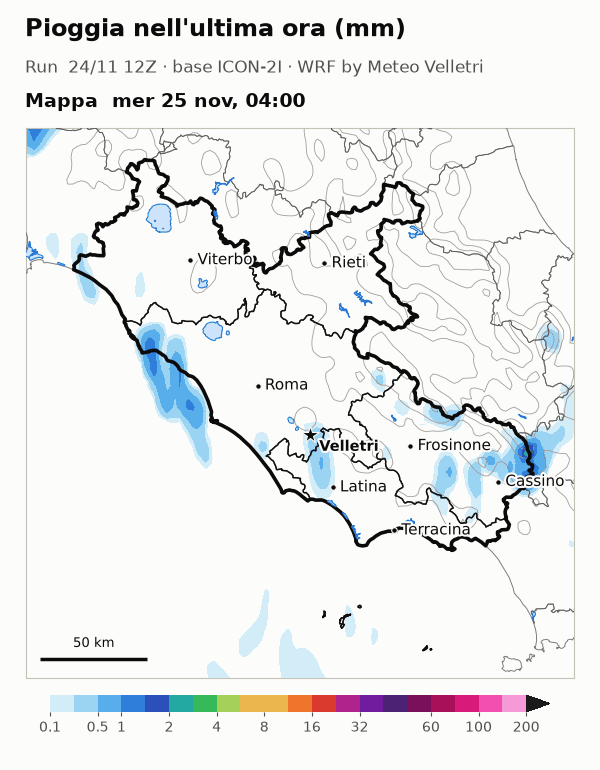 Pioggia nell'ultima ora (mm)
Run  24/11 12Z · base ICON-2I · WRF by Meteo Velletri
Mappa  mer 25 nov, 04:00
Viterbo
Rieti
Roma
Velletri
Frosinone
Latina
Cassino
Terracina
50 km
0.1 0.5 1 2 4 8 16 32 60 100 200